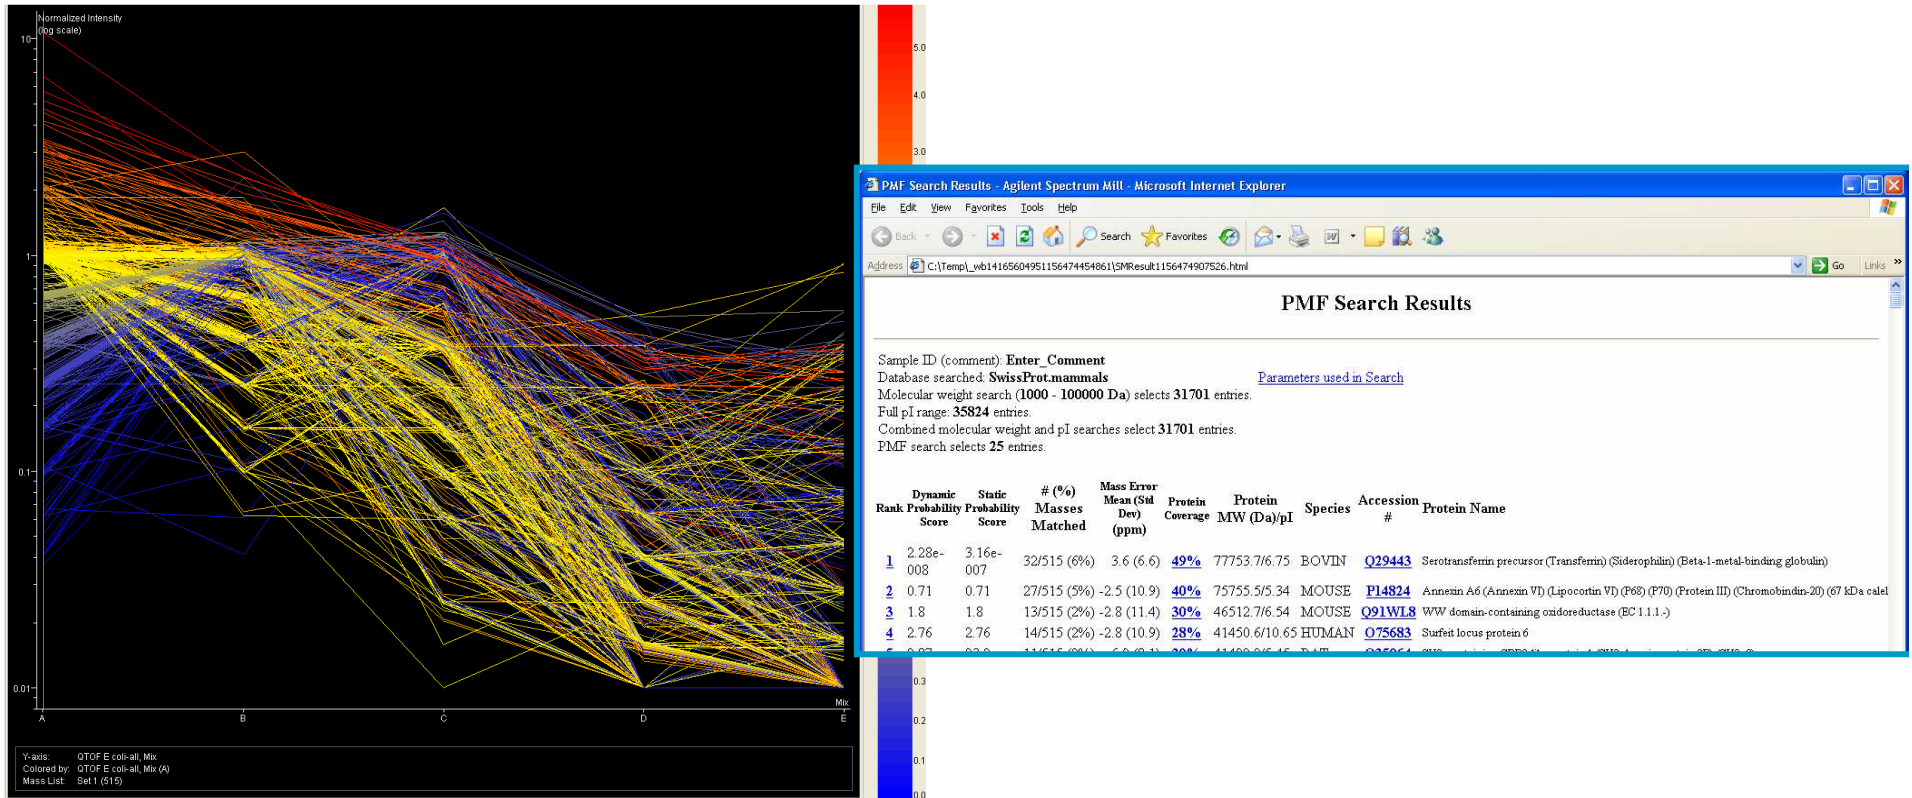 Normalized Intensity
(log scale)
10
1
0.1
0.01
A
B
C
D
E
Mix
Y-axis: QTOF E coli-all, Mix
Colored by: QTOF E coli-all, Mix (A)
Mass List: Set 1 (515)
5.0
4.0
3.0
0.3
0.2
0.1
0.0
PMF Search Results - Agilent Spectrum Mill - Microsoft Internet Explorer
File Edit View Favorites Tools Help
Back Search Favorites
Address C:\Temp\_wb14165604951156474454861\SMResult1156474907526.html Go Links »
PMF Search Results
Sample ID (comment): Enter_Comment
Database searched: SwissProt.mammals Parameters used in Search
Molecular weight search (1000 - 100000 Da) selects 31701 entries.
Full pI range: 35824 entries.
Combined molecular weight and pI searches select 31701 entries.
PMF search selects 25 entries.
Rank Dynamic Probability Score Static Probability Score # (%) Masses Matched Mass Error Mean (Std Dev) (ppm) Protein Coverage Protein MW (Da)/pI Species Accession # Protein Name
1 2.28e-008 3.16e-007 32/515 (6%) 3.6 (6.6) 49% 77753.7/6.75 BOVIN Q29443 Serotransferrin precursor (Transferrin) (Siderophilin) (Beta-1-metal-binding globulin)
2 0.71 0.71 27/515 (5%) -2.5 (10.9) 40% 75755.5/5.34 MOUSE P14824 Annexin A6 (Annexin VI) (Lipocortin VI) (P68) (P70) (Protein III) (Chromobindin-20) (67 kDa calel
3 1.8 1.8 13/515 (2%) -2.8 (11.4) 30% 46512.7/6.54 MOUSE Q91WL8 WW domain-containing oxidoreductase (EC 1.1.1.-)
4 2.76 2.76 14/515 (2%) -2.8 (10.9) 28% 41450.6/10.65 HUMAN O75683 Surfeit locus protein 6